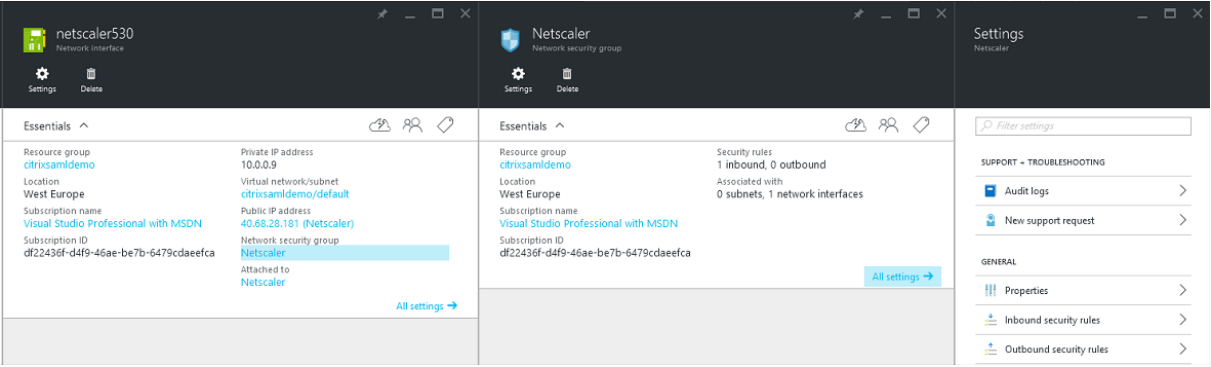 netscaler530
Network interface
Settings
Delete
Essentials
Resource group
citrixsamldemo
Location
West Europe
Subscription name
Visual Studio Professional with MSDN
Subscription ID
df22436f-d4f9-46ae-be7b-6479cdaeefca
Private IP address
10.0.0.9
Virtual network/subnet
citrixsamldemo/default
Public IP address
40.68.28.181 (Netscaler)
Network security group
Netscaler
Attached to
Netscaler
All settings →
Netscaler
Network security group
Settings
Delete
Essentials
Resource group
citrixsamldemo
Location
West Europe
Subscription name
Visual Studio Professional with MSDN
Subscription ID
df22436f-d4f9-46ae-be7b-6479cdaeefca
Security rules
1 inbound, 0 outbound
Associated with
0 subnets, 1 network interfaces
All settings →
Settings
Netscaler
Filter settings
SUPPORT + TROUBLESHOOTING
Audit logs
New support request
GENERAL
Properties
Inbound security rules
Outbound security rules